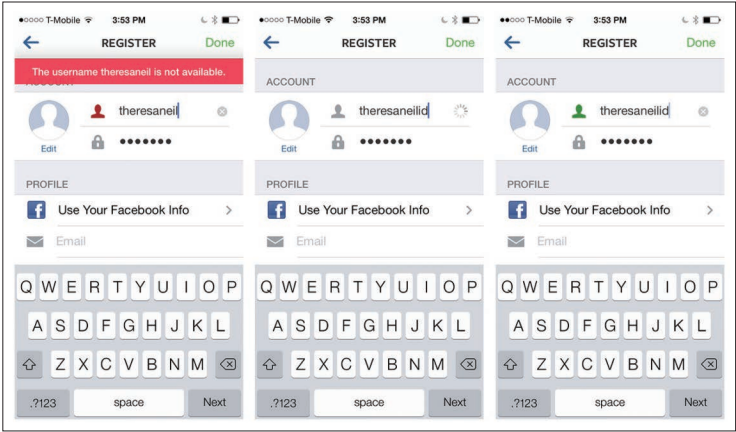 T-Mobile 3:53 PM
REGISTER Done
The username theresaneil is not available.
theresaneil
Edit
PROFILE
f Use Your Facebook Info
Email
Q W E R T Y U I O P
A S D F G H J K L
Z X C V B N M
.?123 space Next
T-Mobile 3:53 PM
REGISTER Done
ACCOUNT
theresaneilid
Edit
PROFILE
f Use Your Facebook Info
Email
Q W E R T Y U I O P
A S D F G H J K L
Z X C V B N M
.?123 space Next
T-Mobile 3:53 PM
REGISTER Done
ACCOUNT
theresaneilid
Edit
PROFILE
f Use Your Facebook Info
Email
Q W E R T Y U I O P
A S D F G H J K L
Z X C V B N M
.?123 space Next